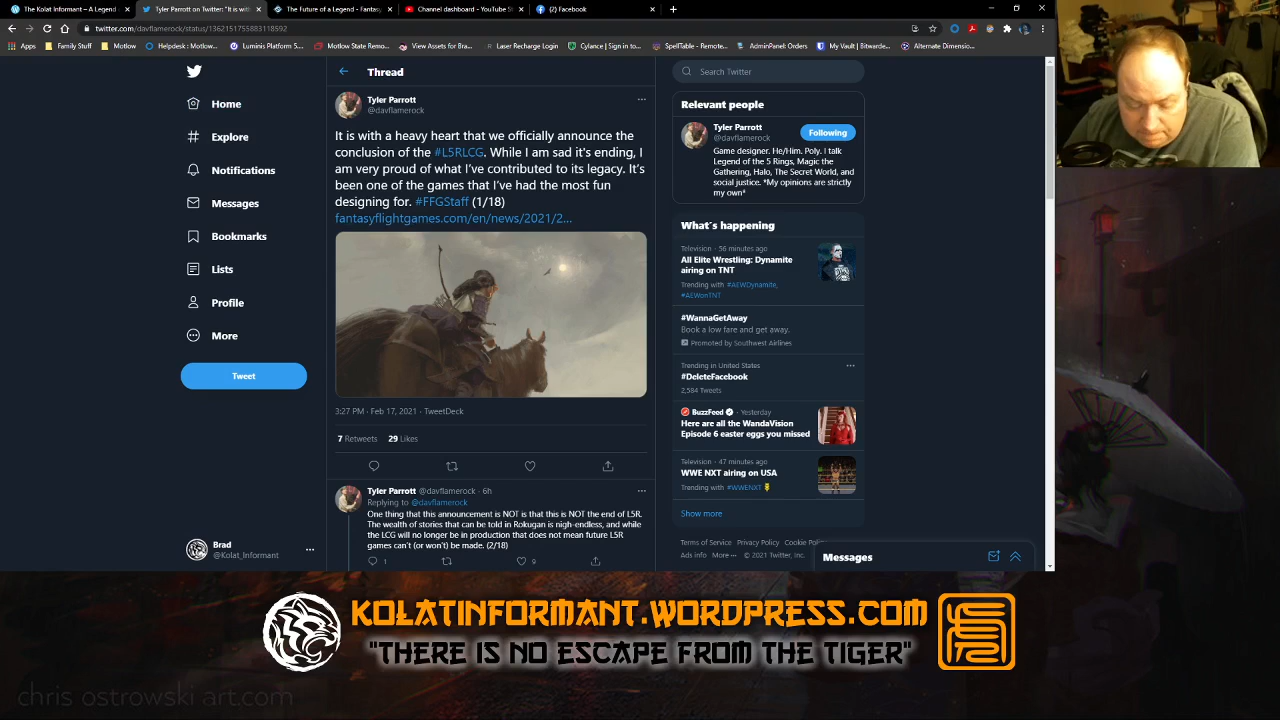 The Kolat Informant – A Legend
Tyler Parrott on Twitter: "It is with
The Future of a Legend - Fantasy
Channel dashboard - YouTube St
(2) Facebook
twitter.com/davflamerock/status/1362151755883118592
Apps
Family Stuff
Motlow
Helpdesk : Motlow...
Luminis Platform 5...
Motlow State Remo...
View Assets for Bra...
Laser Recharge Login
Cylance | Sign in to...
SpellTable - Remote...
AdminPanel: Orders
My Vault | Bitwarde...
Alternate Dimensio...
Home
Explore
Notifications
Messages
Bookmarks
Lists
Profile
More
Tweet
Brad
@Kolat_Informant
Thread
Tyler Parrott
@davflamerock
It is with a heavy heart that we officially announce the
conclusion of the #L5RLCG. While I am sad it's ending, I
am very proud of what I've contributed to its legacy. It's
been one of the games that I've had the most fun
designing for. #FFGStaff (1/18)
fantasyflightgames.com/en/news/2021/2...
3:27 PM · Feb 17, 2021 · TweetDeck
7 Retweets 29 Likes
Tyler Parrott @davflamerock · 6h
Replying to @davflamerock
One thing that this announcement is NOT is that this is NOT the end of L5R.
The wealth of stories that can be told in Rokugan is nigh-endless, and while
the LCG will no longer be in production that does not mean future L5R
games can't (or won't) be made. (2/18)
1
9
Search Twitter
Relevant people
Tyler Parrott
@davflamerock
Following
Game designer. He/Him. Poly. I talk
Legend of the 5 Rings, Magic the
Gathering, Halo, The Secret World, and
social justice. *My opinions are strictly
my own*
What's happening
Television · 56 minutes ago
All Elite Wrestling: Dynamite
airing on TNT
Trending with #AEWDynamite,
#AEWonTNT
#WannaGetAway
Book a low fare and get away.
Promoted by Southwest Airlines
Trending in United States
#DeleteFacebook
2,584 Tweets
BuzzFeed · Yesterday
Here are all the WandaVision
Episode 6 easter eggs you missed
Television · 47 minutes ago
WWE NXT airing on USA
Trending with #WWENXT
Show more
Terms of Service Privacy Policy Cookie
Ads info More ··· © 2021 Twitter, Inc.
Messages
KOLATINFORMANT.WORDPRESS.COM
"THERE IS NO ESCAPE FROM THE TIGER"
chris ostrowski art.com